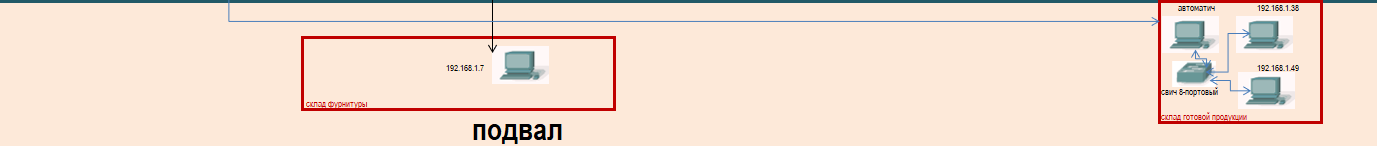 автоматич
192.168.1.38
192.168.1.7
192.168.1.49
свич 8-портовый
склад фурнитуры
склад готовой продукции
подвал